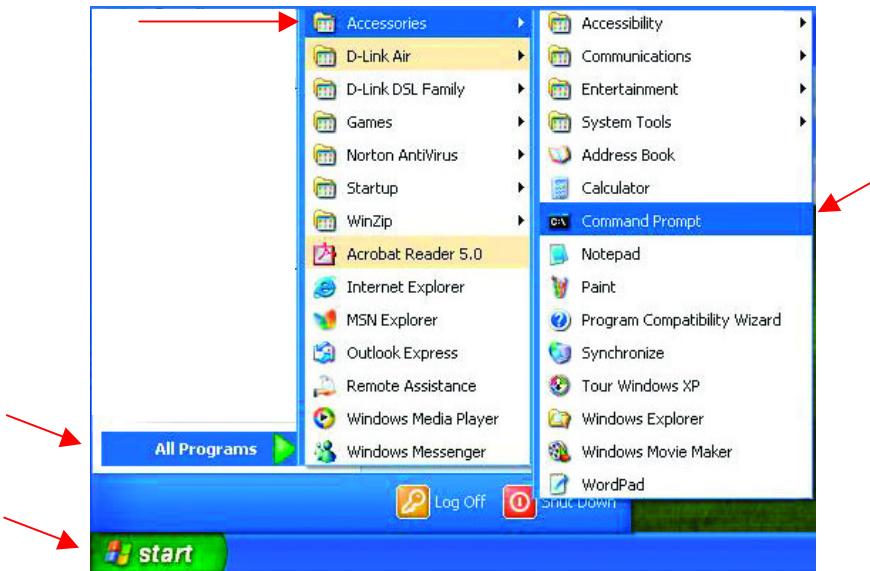 Accessories
D-Link Air
D-Link DSL Family
Games
Norton AntiVirus
Startup
WinZip
Acrobat Reader 5.0
Internet Explorer
MSN Explorer
Outlook Express
Remote Assistance
Windows Media Player
Windows Messenger
Accessibility
Communications
Entertainment
System Tools
Address Book
Calculator
C:\ Command Prompt
Notepad
Paint
Program Compatibility Wizard
Synchronize
Tour Windows XP
Windows Explorer
Windows Movie Maker
WordPad
All Programs
Log Off
Shut Down
start